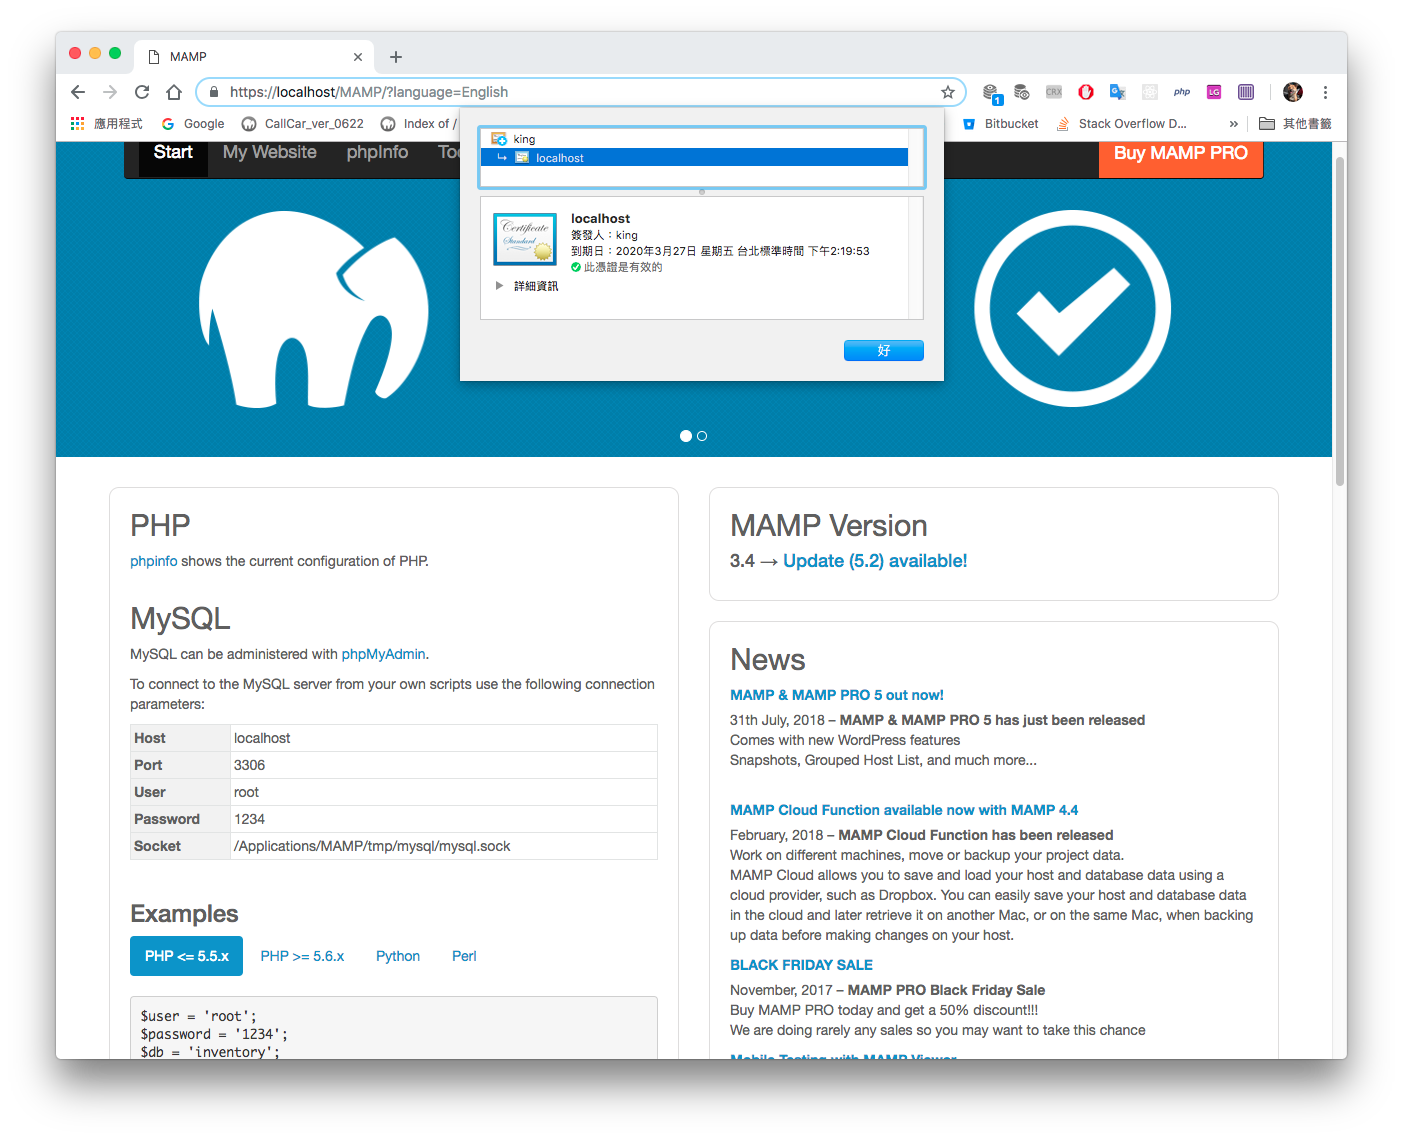 MAMP
https://localhost/MAMP/?language=English
1
CRX
php
LG
應用程式
Google
CallCar_ver_0622
Index of /
Bitbucket
Stack Overflow D...
»
其他書籤
Start
My Website
phpInfo
Buy MAMP PRO
king
localhost
Certificate
Standard
localhost
簽發人：king
到期日：2020年3月27日 星期五 台北標準時間 下午2:19:53
此憑證是有效的
詳細資訊
好
PHP
phpinfo shows the current configuration of PHP.
MySQL
MySQL can be administered with phpMyAdmin.
To connect to the MySQL server from your own scripts use the following connection
parameters:
Host localhost
Port 3306
User root
Password 1234
Socket /Applications/MAMP/tmp/mysql/mysql.sock
Examples
PHP <= 5.5.x PHP >= 5.6.x Python Perl
$user = 'root';
$password = '1234';
$db = 'inventory';
MAMP Version
3.4 → Update (5.2) available!
News
MAMP & MAMP PRO 5 out now!
31th July, 2018 – MAMP & MAMP PRO 5 has just been released
Comes with new WordPress features
Snapshots, Grouped Host List, and much more...
MAMP Cloud Function available now with MAMP 4.4
February, 2018 – MAMP Cloud Function has been released
Work on different machines, move or backup your project data.
MAMP Cloud allows you to save and load your host and database data using a
cloud provider, such as Dropbox. You can easily save your host and database data
in the cloud and later retrieve it on another Mac, or on the same Mac, when backing
up data before making changes on your host.
BLACK FRIDAY SALE
November, 2017 – MAMP PRO Black Friday Sale
Buy MAMP PRO today and get a 50% discount!!!
We are doing rarely any sales so you may want to take this chance
Mobile Testing with MAMP Viewer